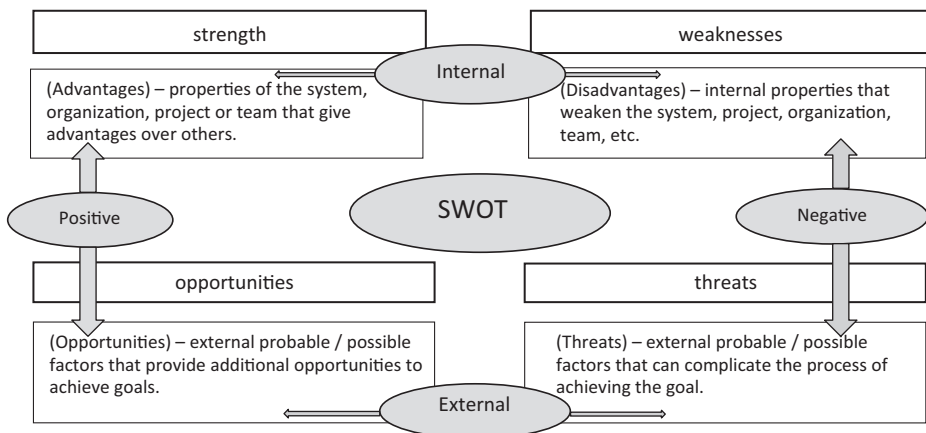 strength
weaknesses
Internal
(Advantages) – properties of the system,
organization, project or team that give
advantages over others.
(Disadvantages) – internal properties that
weaken the system, project, organization,
team, etc.
Positive
SWOT
Negative
opportunities
threats
(Opportunities) – external probable / possible
factors that provide additional opportunities to
achieve goals.
(Threats) – external probable / possible
factors that can complicate the process of
achieving the goal.
External